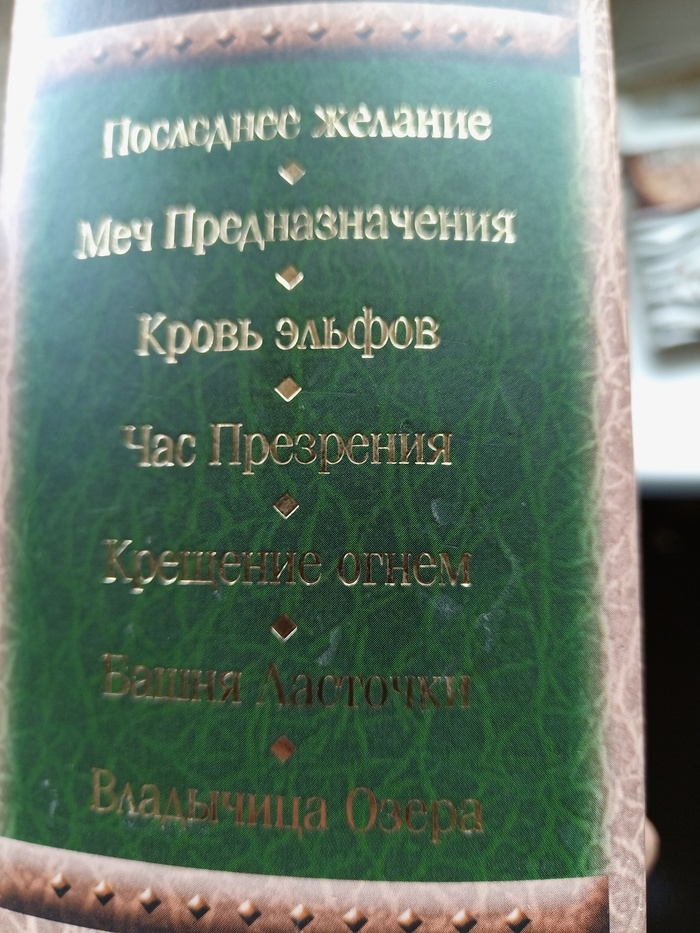 Последнее желание
Меч Предназначения
Кровь эльфов
Час Презрения
Крещение огнем
Башня Ласточки
Владычица Озера